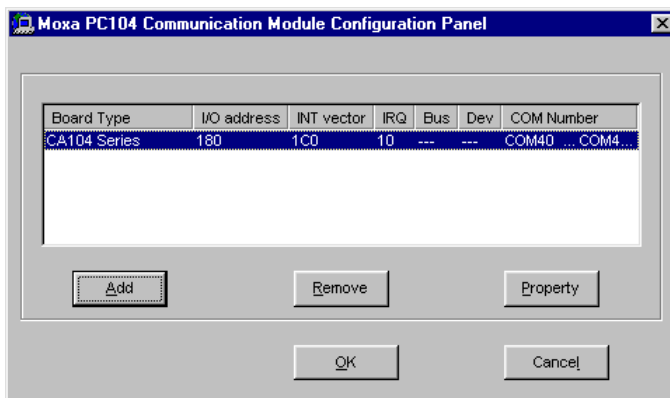 Moxa PC104 Communication Module Configuration Panel
Board Type I/O address INT vector IRQ Bus Dev COM Number
CA104 Series 180 1C0 10 --- --- COM40 ... COM4...
Add Remove Property
OK Cancel